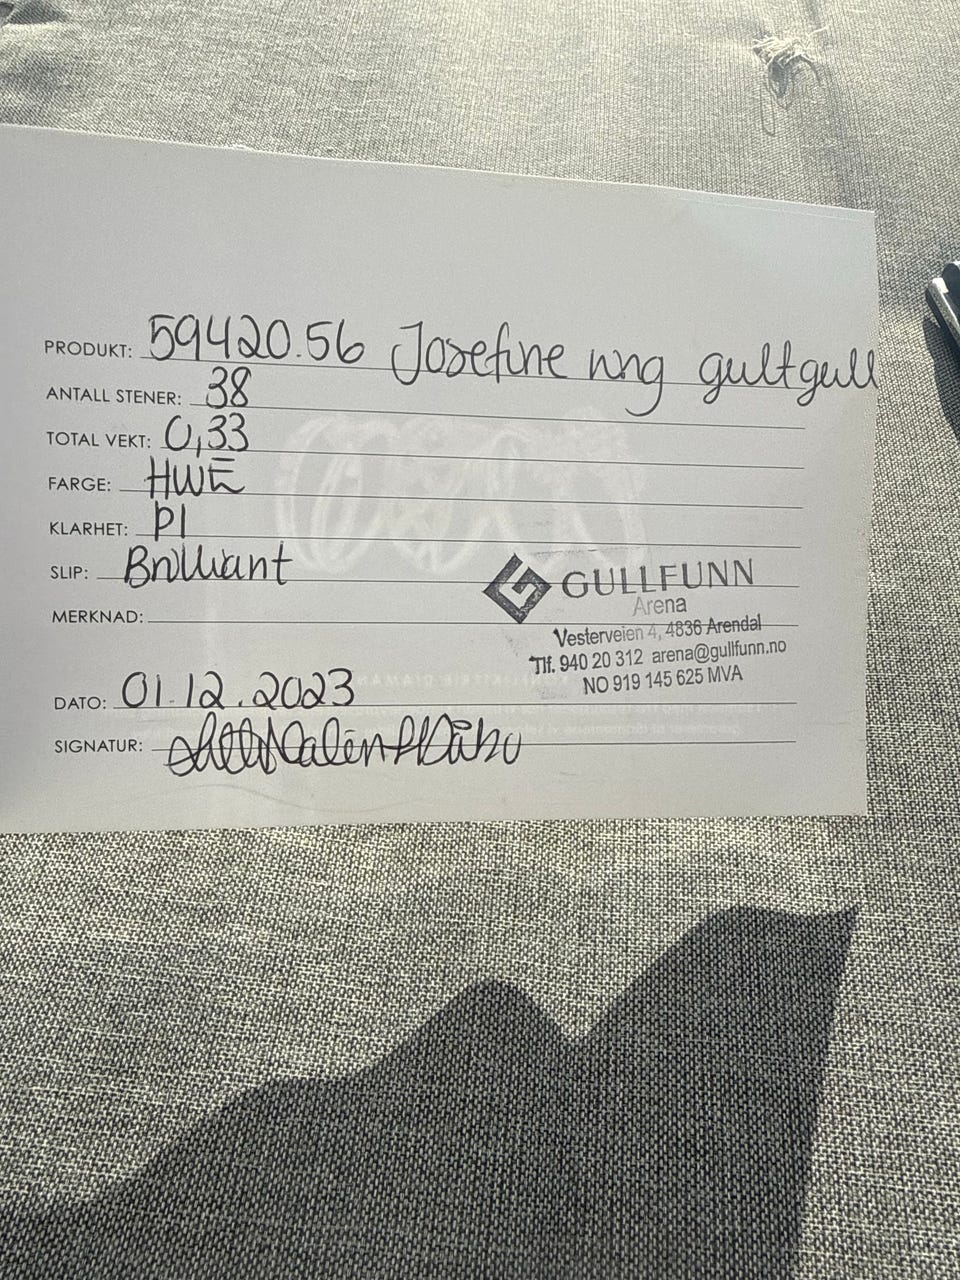 PRODUKT: 59420.56 Josefine ring gultgull
ANTALL STENER: 38
TOTAL VEKT: 0,33
FARGE: HWE
KLARHET: PI
SLIP: Brilliant
MERKNAD:
GULLFUNN
Arena
Vesterveien 4, 4836 Arendal
Tlf. 940 20 312 arena@gullfunn.no
NO 919 145 625 MVA
DATO: 01.12.2023
SIGNATUR: